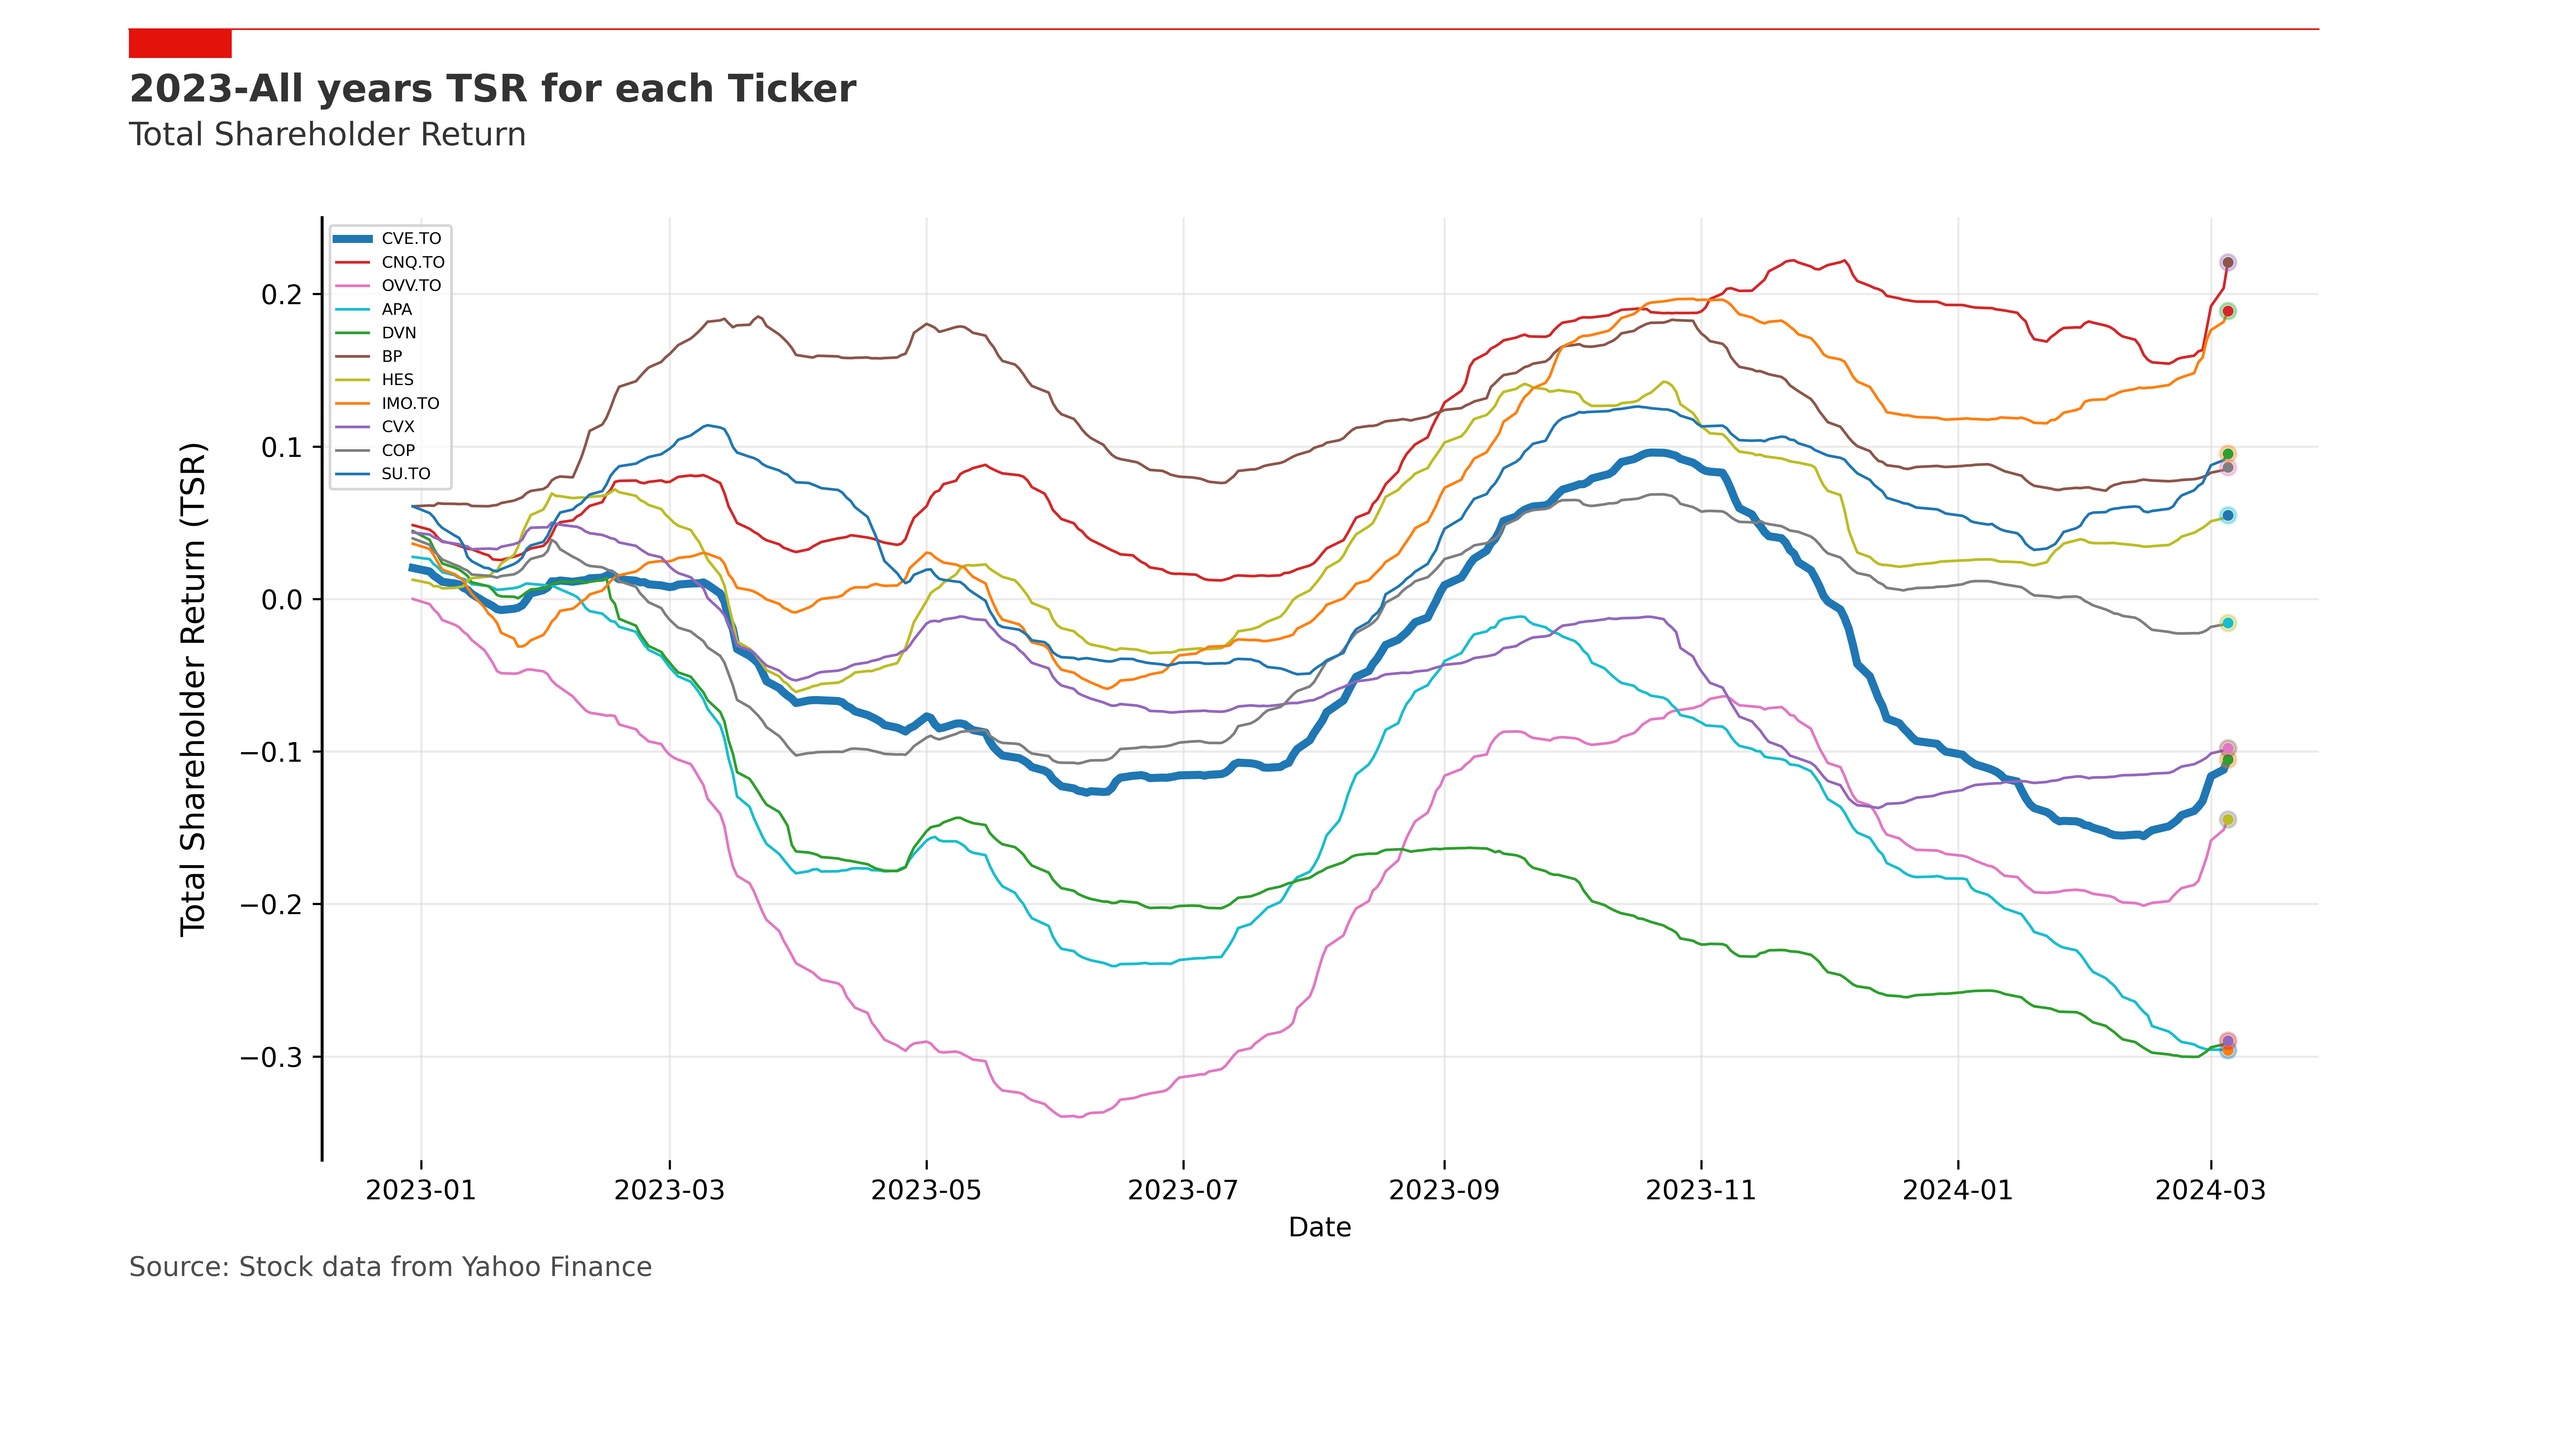 2023-All years TSR for each Ticker
Total Shareholder Return
CVE.TO
CNQ.TO
OVV.TO
APA
DVN
BP
HES
IMO.TO
CVX
COP
SU.TO
Total Shareholder Return (TSR)
0.2
0.1
0.0
−0.1
−0.2
−0.3
2023-01
2023-03
2023-05
2023-07
2023-09
2023-11
2024-01
2024-03
Date
Source: Stock data from Yahoo Finance